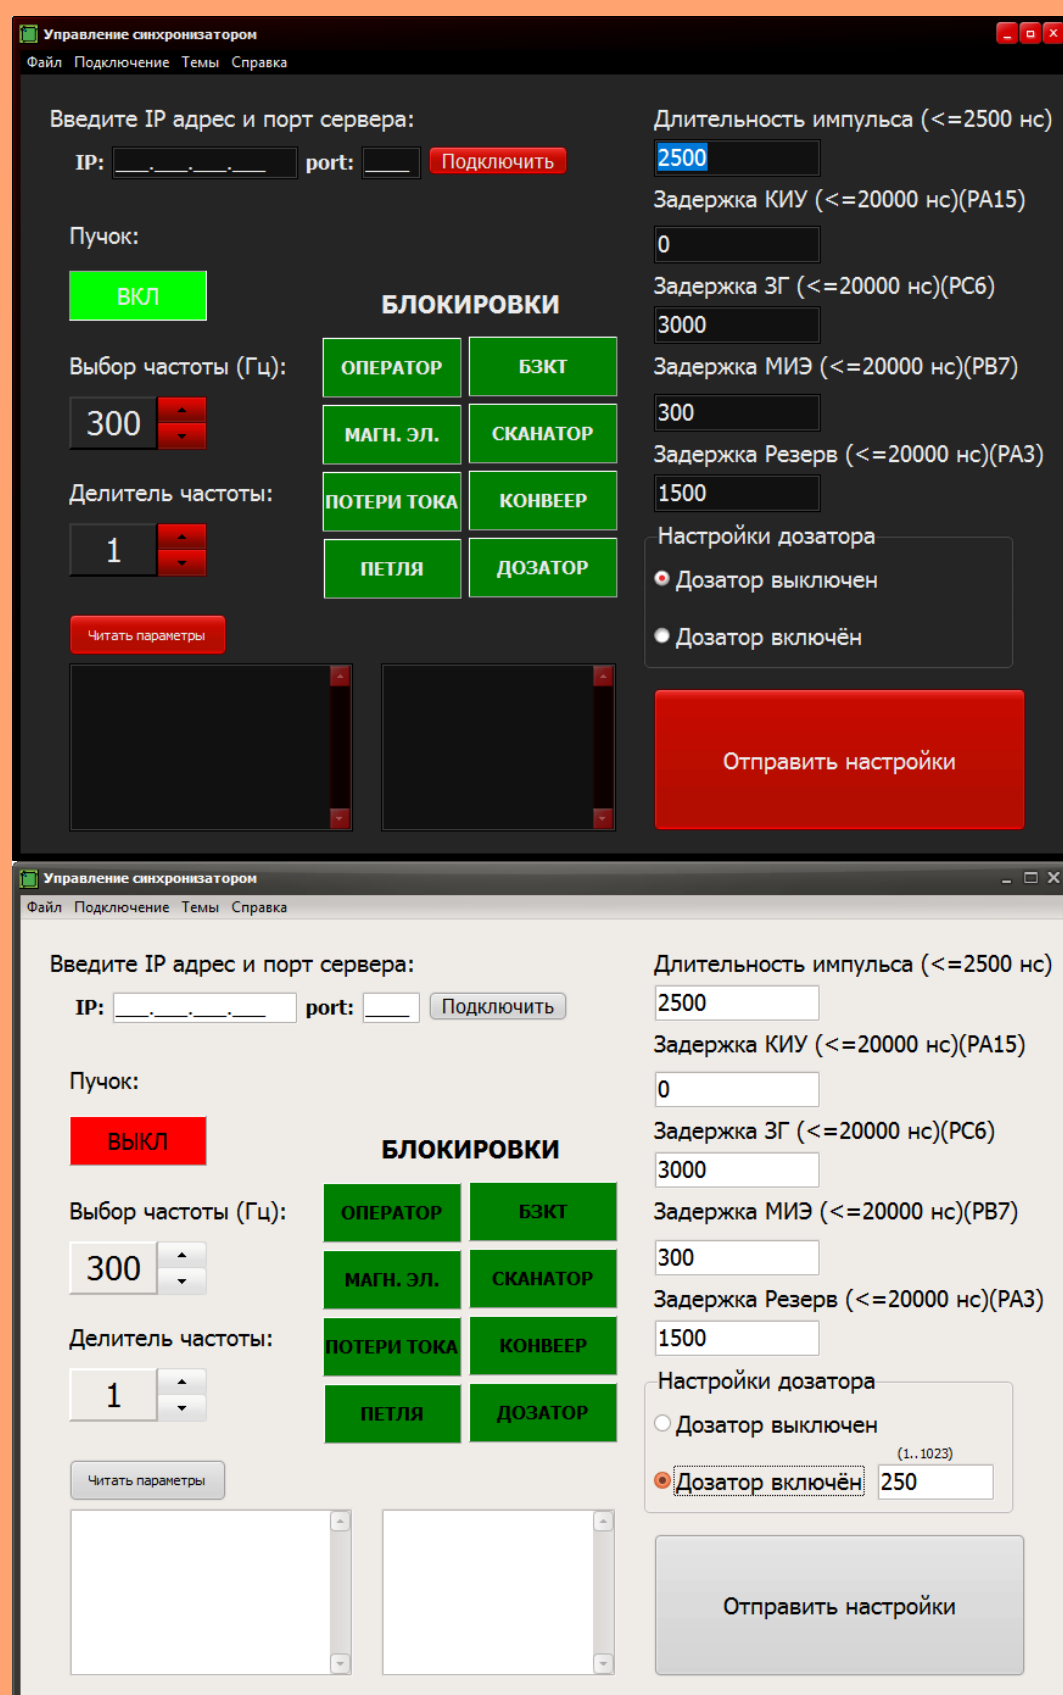 Управление синхронизатором
Файл Подключение Темы Справка
Введите IP адрес и порт сервера:
IP: ___.___.___.___ port: ____ Подключить
Пучок:
ВКЛ
БЛОКИРОВКИ
Выбор частоты (Гц):
300
ОПЕРАТОР БЗКТ
МАГН. ЭЛ. СКАНАТОР
Делитель частоты:
1
ПОТЕРИ ТОКА КОНВЕЕР
ПЕТЛЯ ДОЗАТОР
Читать параметры
Длительность импульса (<=2500 нс)
2500
Задержка КИУ (<=20000 нс)(PA15)
0
Задержка ЗГ (<=20000 нс)(PC6)
3000
Задержка МИЭ (<=20000 нс)(PB7)
300
Задержка Резерв (<=20000 нс)(PA3)
1500
Настройки дозатора
Дозатор выключен
Дозатор включён
Отправить настройки
Управление синхронизатором
Файл Подключение Темы Справка
Введите IP адрес и порт сервера:
IP: ___.___.___.___ port: ____ Подключить
Пучок:
ВЫКЛ
БЛОКИРОВКИ
Выбор частоты (Гц):
300
ОПЕРАТОР БЗКТ
МАГН. ЭЛ. СКАНАТОР
Делитель частоты:
1
ПОТЕРИ ТОКА КОНВЕЕР
ПЕТЛЯ ДОЗАТОР
Читать параметры
Длительность импульса (<=2500 нс)
2500
Задержка КИУ (<=20000 нс)(PA15)
0
Задержка ЗГ (<=20000 нс)(PC6)
3000
Задержка МИЭ (<=20000 нс)(PB7)
300
Задержка Резерв (<=20000 нс)(PA3)
1500
Настройки дозатора
Дозатор выключен
(1..1023)
Дозатор включён 250
Отправить настройки